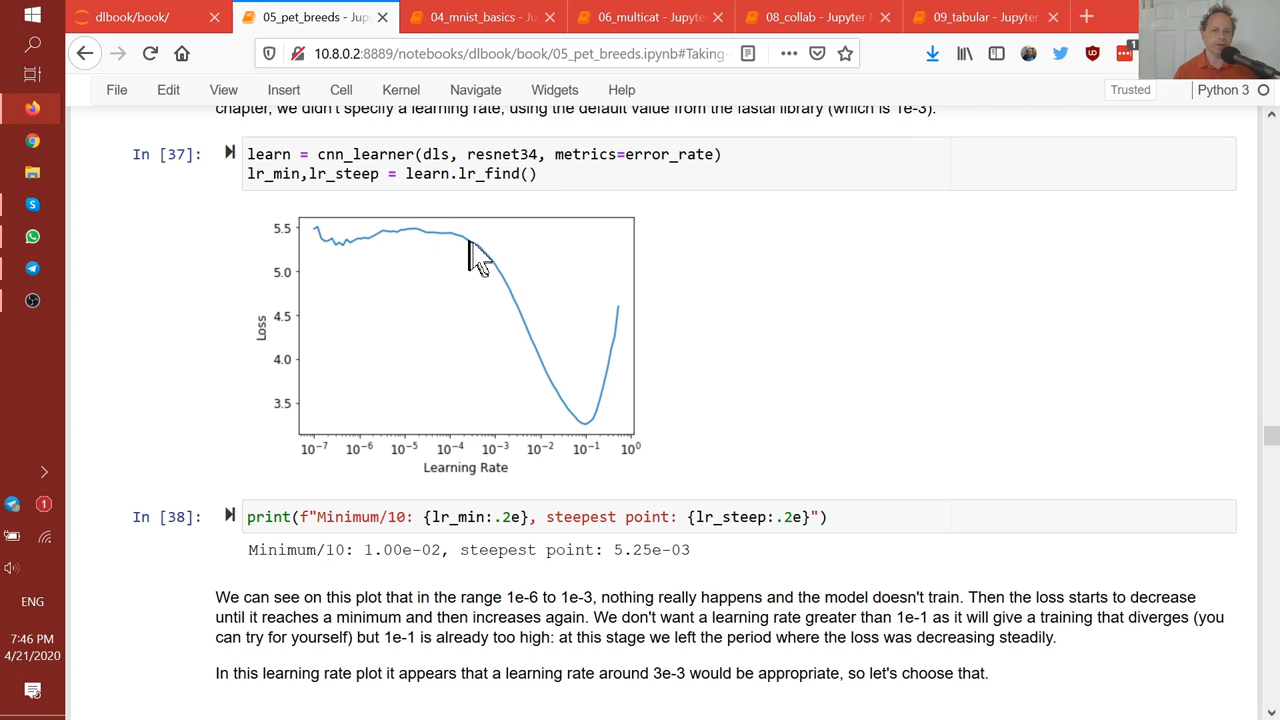 dlbook/book/
05_pet_breeds - Jup
04_mnist_basics - Jup
06_multicat - Jupyte
08_collab - Jupyter N
09_tabular - Jupyter
10.8.0.2:8889/notebooks/dlbook/book/05_pet_breeds.ipynb#Taking-
1
File Edit View Insert Cell Kernel Navigate Widgets Help
Trusted
Python 3
chapter, we didn't specify a learning rate, using the default value from the fastai library (which is 1e-3).
In [37]:
learn = cnn_learner(dls, resnet34, metrics=error_rate)
lr_min,lr_steep = learn.lr_find()
5.5
5.0
4.5
4.0
3.5
Loss
10⁻⁷ 10⁻⁶ 10⁻⁵ 10⁻⁴ 10⁻³ 10⁻² 10⁻¹ 10⁰
Learning Rate
In [38]:
print(f"Minimum/10: {lr_min:.2e}, steepest point: {lr_steep:.2e}")
Minimum/10: 1.00e-02, steepest point: 5.25e-03
We can see on this plot that in the range 1e-6 to 1e-3, nothing really happens and the model doesn't train. Then the loss starts to decrease
until it reaches a minimum and then increases again. We don't want a learning rate greater than 1e-1 as it will give a training that diverges (you
can try for yourself) but 1e-1 is already too high: at this stage we left the period where the loss was decreasing steadily.
In this learning rate plot it appears that a learning rate around 3e-3 would be appropriate, so let's choose that.
1
ENG
7:46 PM
4/21/2020